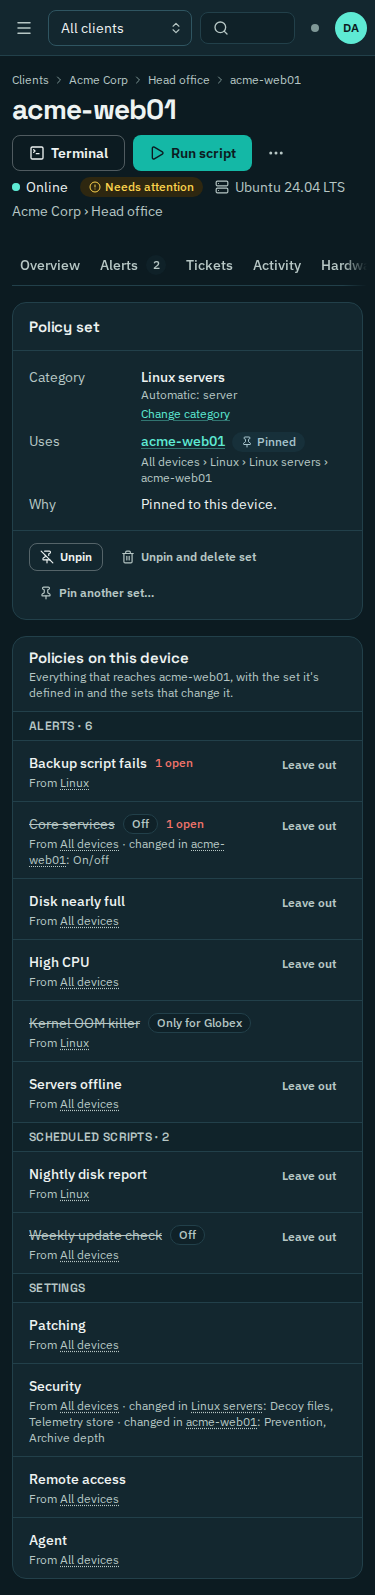 All clients
DA
Clients > Acme Corp > Head office > acme-web01
acme-web01
Terminal
Run script
Online
Needs attention
Ubuntu 24.04 LTS
Acme Corp › Head office
Overview
Alerts 2
Tickets
Activity
Hardwa
Policy set
Category
Linux servers
Automatic: server
Change category
Uses
acme-web01
Pinned
All devices › Linux › Linux servers ›
acme-web01
Why
Pinned to this device.
Unpin
Unpin and delete set
Pin another set...
Policies on this device
Everything that reaches acme-web01, with the set it's
defined in and the sets that change it.
ALERTS · 6
Backup script fails 1 open
Leave out
From Linux
Core services Off 1 open
Leave out
From All devices · changed in acme-
web01: On/off
Disk nearly full
Leave out
From All devices
High CPU
Leave out
From All devices
Kernel OOM killer Only for Globex
From Linux
Servers offline
Leave out
From All devices
SCHEDULED SCRIPTS · 2
Nightly disk report
Leave out
From Linux
Weekly update check Off
Leave out
From All devices
SETTINGS
Patching
From All devices
Security
From All devices · changed in Linux servers: Decoy files,
Telemetry store · changed in acme-web01: Prevention,
Archive depth
Remote access
From All devices
Agent
From All devices